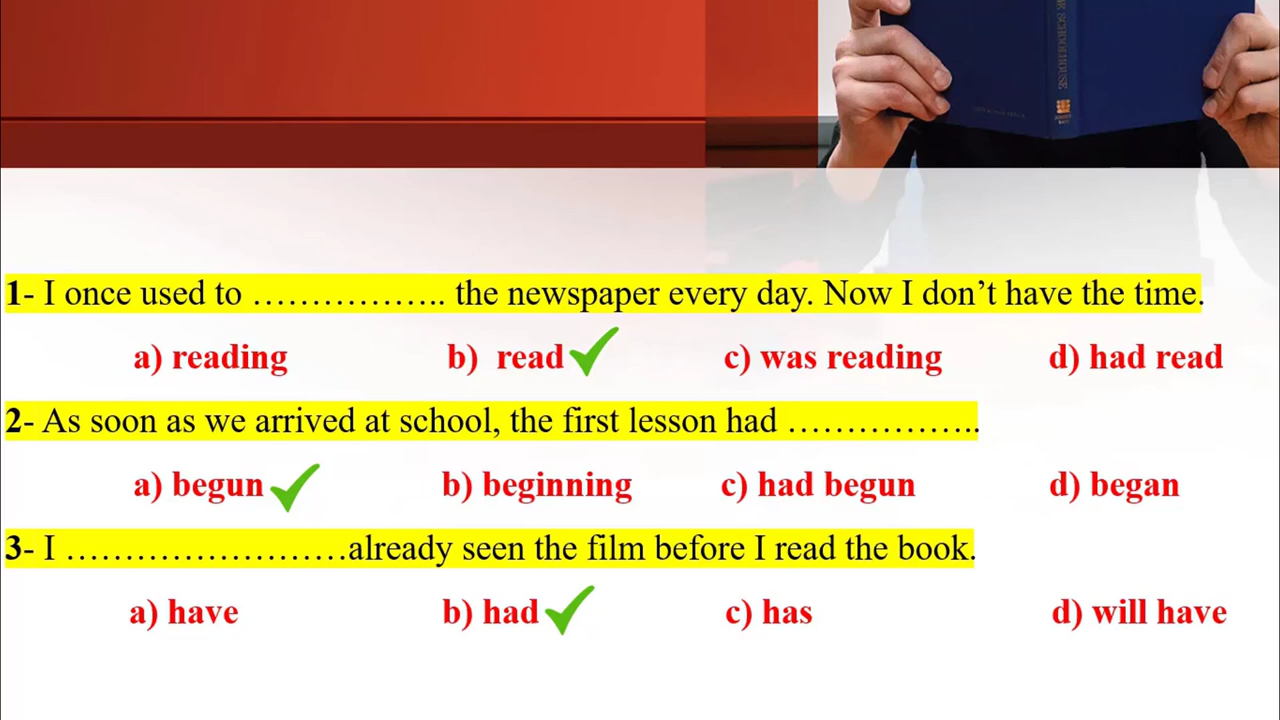 1- I once used to …………….. the newspaper every day. Now I don’t have the time.
a) reading b) read c) was reading d) had read
2- As soon as we arrived at school, the first lesson had ……………..
a) begun b) beginning c) had begun d) began
3- I ……………………already seen the film before I read the book.
a) have b) had c) has d) will have